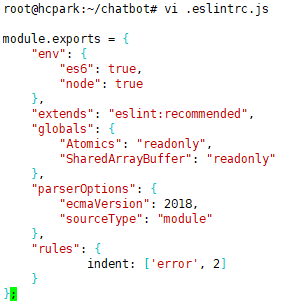 root@hcpark:~/chatbot# vi .eslintrc.js
module.exports = {
    "env": {
        "es6": true,
        "node": true
    },
    "extends": "eslint:recommended",
    "globals": {
        "Atomics": "readonly",
        "SharedArrayBuffer": "readonly"
    },
    "parserOptions": {
        "ecmaVersion": 2018,
        "sourceType": "module"
    },
    "rules": {
            indent: ['error', 2]
    }
};